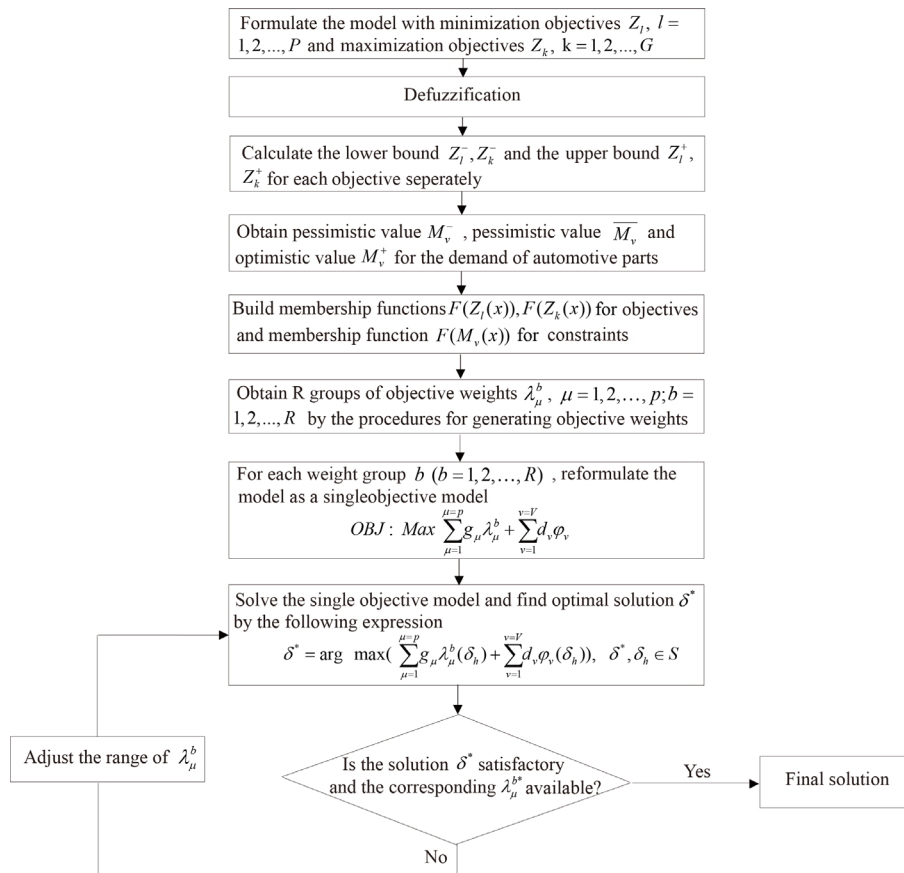 Formulate the model with minimization objectives Z_l, l =
1, 2, ..., P and maximization objectives Z_k, k = 1, 2, ..., G
Defuzzification
Calculate the lower bound Z_l^-, Z_k^- and the upper bound Z_l^+,
Z_k^+ for each objective seperately
Obtain pessimistic value M_v^- , pessimistic value \overline{M_v} and
optimistic value M_v^+ for the demand of automotive parts
Build membership functions F(Z_l(x)), F(Z_k(x)) for objectives
and membership function F(M_v(x)) for constraints
Obtain R groups of objective weights λ_μ^b, μ = 1, 2, ..., p; b =
1, 2, ..., R by the procedures for generating objective weights
For each weight group b (b = 1, 2, ..., R) , reformulate the
model as a singleobjective model
OBJ : Max \sum_{μ=1}^{μ=p} g_μ λ_μ^b + \sum_{v=1}^{v=V} d_v φ_v
Solve the single objective model and find optimal solution δ^*
by the following expression
δ^* = arg max( \sum_{μ=1}^{μ=p} g_μ λ_μ^b(δ_h) + \sum_{v=1}^{v=V} d_v φ_v(δ_h)), δ^*, δ_h ∈ S
Adjust the range of λ_μ^b
Is the solution δ^* satisfactory
and the corresponding λ_μ^{b*} available?
Yes
Final solution
No